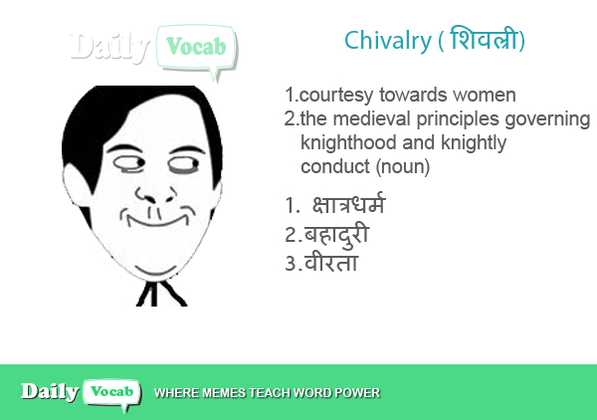 Daily Vocab
Chivalry ( शिवल्री)
1.courtesy towards women
2.the medieval principles governing
knighthood and knightly
conduct (noun)
1. क्षात्रधर्म
2.बहादुरी
3.वीरता
Daily Vocab WHERE MEMES TEACH WORD POWER